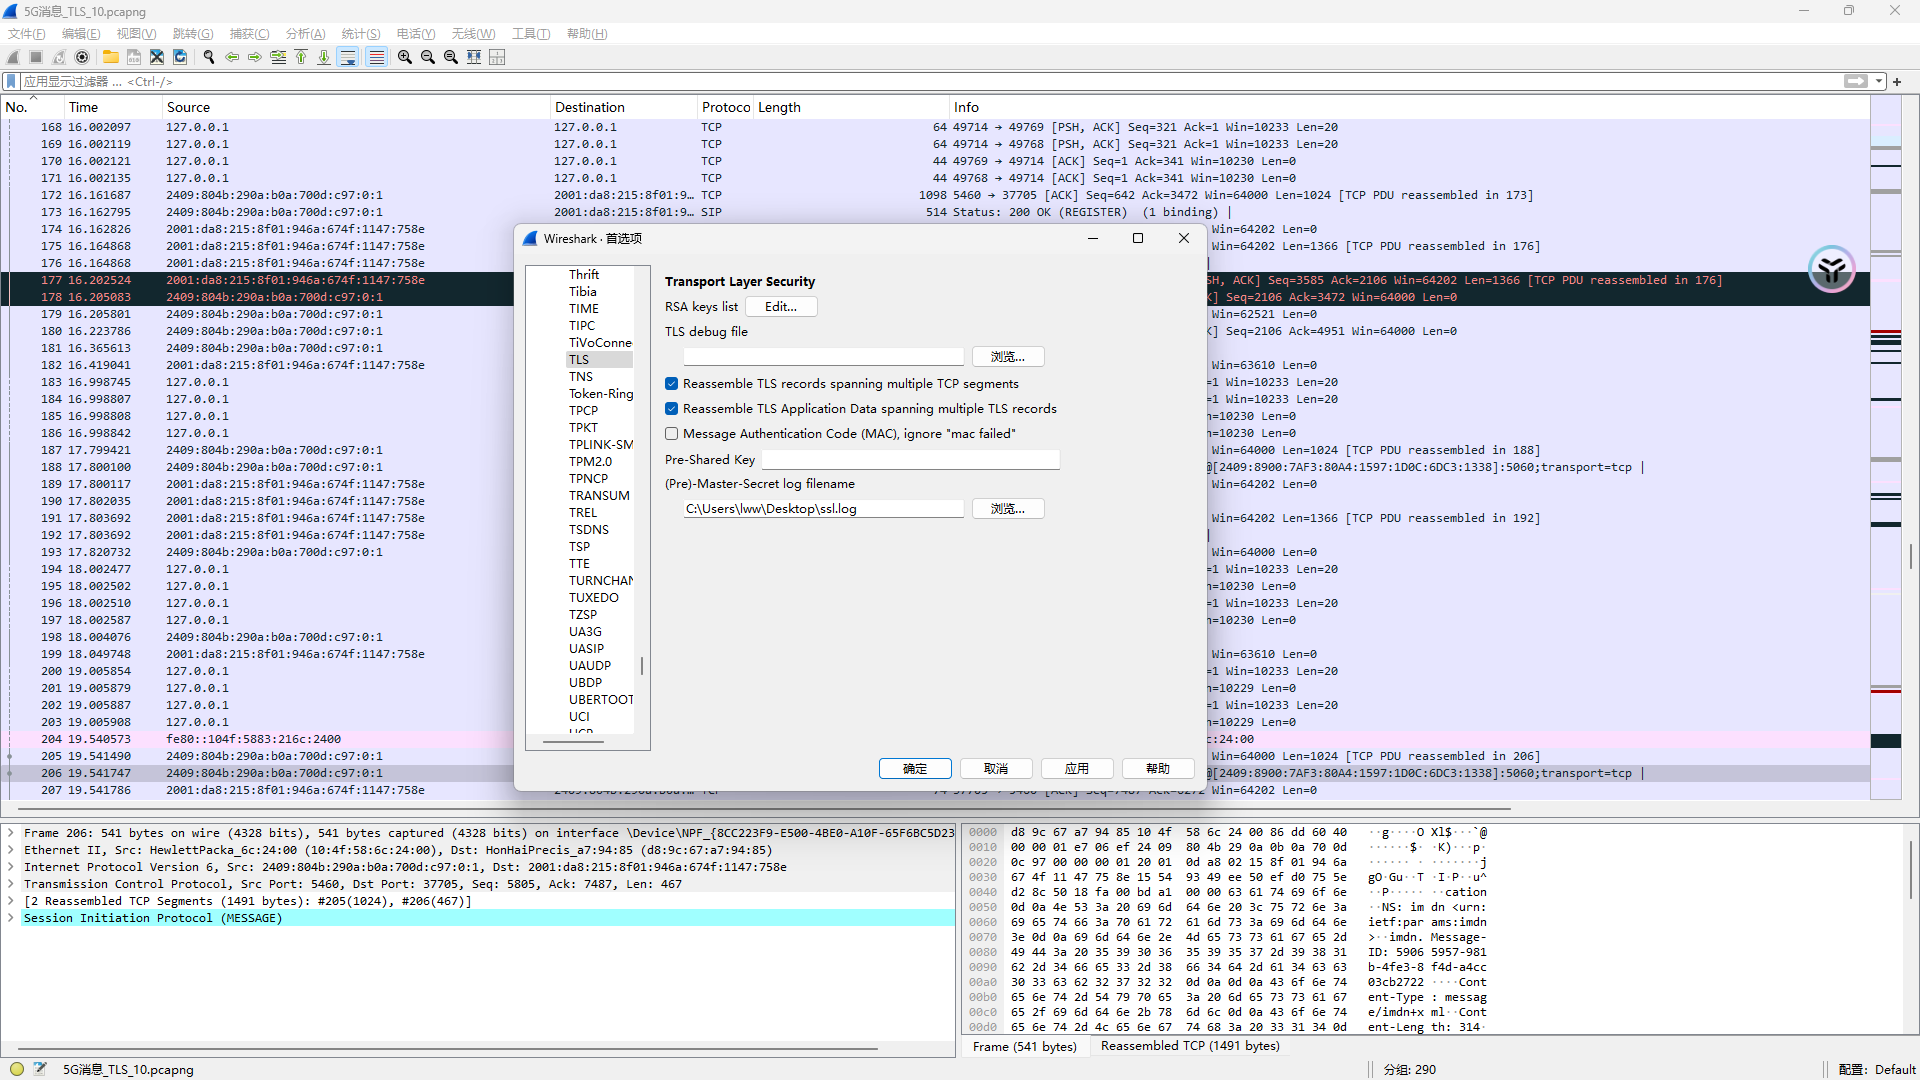 5G消息_TLS_10.pcapng
文件(F) 编辑(E) 视图(V) 跳转(G) 捕获(C) 分析(A) 统计(S) 电话(Y) 无线(W) 工具(T) 帮助(H)
应用显示过滤器 … <Ctrl-/>
No. Time Source Destination Protoco Length Info
168 16.002097 127.0.0.1 127.0.0.1 TCP 64 49714 → 49769 [PSH, ACK] Seq=321 Ack=1 Win=10233 Len=20
169 16.002119 127.0.0.1 127.0.0.1 TCP 64 49714 → 49768 [PSH, ACK] Seq=321 Ack=1 Win=10233 Len=20
170 16.002121 127.0.0.1 127.0.0.1 TCP 44 49769 → 49714 [ACK] Seq=1 Ack=341 Win=10230 Len=0
171 16.002135 127.0.0.1 127.0.0.1 TCP 44 49768 → 49714 [ACK] Seq=1 Ack=341 Win=10230 Len=0
172 16.161687 2409:804b:290a:b0a:700d:c97:0:1 2001:da8:215:8f01:9… TCP 1098 5460 → 37705 [ACK] Seq=642 Ack=3472 Win=64000 Len=1024 [TCP PDU reassembled in 173]
173 16.162795 2409:804b:290a:b0a:700d:c97:0:1 2001:da8:215:8f01:9… SIP 514 Status: 200 OK (REGISTER)  (1 binding) |
174 16.162826 2001:da8:215:8f01:946a:674f:1147:758e Win=64202 Len=0
175 16.164868 2001:da8:215:8f01:946a:674f:1147:758e Win=64202 Len=1366 [TCP PDU reassembled in 176]
176 16.164868 2001:da8:215:8f01:946a:674f:1147:758e |
177 16.202524 2001:da8:215:8f01:946a:674f:1147:758e SH, ACK] Seq=3585 Ack=2106 Win=64202 Len=1366 [TCP PDU reassembled in 176]
178 16.205083 2409:804b:290a:b0a:700d:c97:0:1 K] Seq=2106 Ack=3472 Win=64000 Len=0
179 16.205801 2409:804b:290a:b0a:700d:c97:0:1 Win=62521 Len=0
180 16.223786 2409:804b:290a:b0a:700d:c97:0:1 K] Seq=2106 Ack=4951 Win=64000 Len=0
181 16.365613 2409:804b:290a:b0a:700d:c97:0:1
182 16.419041 2001:da8:215:8f01:946a:674f:1147:758e Win=63610 Len=0
183 16.998745 127.0.0.1 =1 Win=10233 Len=20
184 16.998807 127.0.0.1 =1 Win=10233 Len=20
185 16.998808 127.0.0.1 n=10230 Len=0
186 16.998842 127.0.0.1 n=10230 Len=0
187 17.799421 2409:804b:290a:b0a:700d:c97:0:1 Win=64000 Len=1024 [TCP PDU reassembled in 188]
188 17.800100 2409:804b:290a:b0a:700d:c97:0:1 @[2409:8900:7AF3:80A4:1597:1D0C:6DC3:1338]:5060;transport=tcp |
189 17.800117 2001:da8:215:8f01:946a:674f:1147:758e Win=64202 Len=0
190 17.802035 2001:da8:215:8f01:946a:674f:1147:758e
191 17.803692 2001:da8:215:8f01:946a:674f:1147:758e Win=64202 Len=1366 [TCP PDU reassembled in 192]
192 17.803692 2001:da8:215:8f01:946a:674f:1147:758e |
193 17.820732 2409:804b:290a:b0a:700d:c97:0:1 Win=64000 Len=0
194 18.002477 127.0.0.1 =1 Win=10233 Len=20
195 18.002502 127.0.0.1 n=10230 Len=0
196 18.002510 127.0.0.1 =1 Win=10233 Len=20
197 18.002587 127.0.0.1 n=10230 Len=0
198 18.004076 2409:804b:290a:b0a:700d:c97:0:1
199 18.049748 2001:da8:215:8f01:946a:674f:1147:758e Win=63610 Len=0
200 19.005854 127.0.0.1 =1 Win=10233 Len=20
201 19.005879 127.0.0.1 n=10229 Len=0
202 19.005887 127.0.0.1 =1 Win=10233 Len=20
203 19.005908 127.0.0.1 n=10229 Len=0
204 19.540573 fe80::104f:5883:216c:2400 c:24:00
205 19.541490 2409:804b:290a:b0a:700d:c97:0:1 Win=64000 Len=1024 [TCP PDU reassembled in 206]
206 19.541747 2409:804b:290a:b0a:700d:c97:0:1 @[2409:8900:7AF3:80A4:1597:1D0C:6DC3:1338]:5060;transport=tcp |
207 19.541786 2001:da8:215:8f01:946a:674f:1147:758e Win=64202 Len=0
Wireshark · 首选项
Thrift
Tibia
TIME
TIPC
TiVoConne
TLS
TNS
Token-Ring
TPCP
TPKT
TPLINK-SM
TPM2.0
TPNCP
TRANSUM
TREL
TSDNS
TSP
TTE
TURNCHAN
TUXEDO
TZSP
UA3G
UASIP
UAUDP
UBDP
UBERTOOT
UCI
UCP
Transport Layer Security
RSA keys list Edit...
TLS debug file
浏览...
Reassemble TLS records spanning multiple TCP segments
Reassemble TLS Application Data spanning multiple TLS records
Message Authentication Code (MAC), ignore "mac failed"
Pre-Shared Key
(Pre)-Master-Secret log filename
C:\Users\lww\Desktop\ssl.log 浏览...
确定 取消 应用 帮助
Frame 206: 541 bytes on wire (4328 bits), 541 bytes captured (4328 bits) on interface \Device\NPF_{8CC223F9-E500-4BE0-A10F-65F6BC5D23
Ethernet II, Src: HewlettPacka_6c:24:00 (10:4f:58:6c:24:00), Dst: HonHaiPrecis_a7:94:85 (d8:9c:67:a7:94:85)
Internet Protocol Version 6, Src: 2409:804b:290a:b0a:700d:c97:0:1, Dst: 2001:da8:215:8f01:946a:674f:1147:758e
Transmission Control Protocol, Src Port: 5460, Dst Port: 37705, Seq: 5805, Ack: 7487, Len: 467
[2 Reassembled TCP Segments (1491 bytes): #205(1024), #206(467)]
Session Initiation Protocol (MESSAGE)
0000 d8 9c 67 a7 94 85 10 4f 58 6c 24 00 86 dd 60 40 ··g····O Xl$···`@
0010 00 00 01 e7 06 ef 24 09 80 4b 29 0a 0b 0a 70 0d ······$· ·K)···p·
0020 0c 97 00 00 00 01 20 01 0d a8 02 15 8f 01 94 6a ······ · ·······j
0030 67 4f 11 47 75 8e 15 54 93 49 ee 50 ef d0 75 5e gO·Gu··T ·I·P··u^
0040 d2 8c 50 18 fa 00 bd a1 00 00 63 61 74 69 6f 6e ··P····· ··cation
0050 0d 0a 4e 53 3a 20 69 6d 64 6e 20 3c 75 72 6e 3a ··NS: im dn <urn:
0060 69 65 74 66 3a 70 61 72 61 6d 73 3a 69 6d 64 6e ietf:par ams:imdn
0070 3e 0d 0a 69 6d 64 6e 2e 4d 65 73 73 61 67 65 2d >··imdn. Message-
0080 49 44 3a 20 35 39 30 36 35 39 35 37 2d 39 38 31 ID: 5906 5957-981
0090 62 2d 34 66 65 33 2d 38 66 34 64 2d 61 34 63 63 b-4fe3-8 f4d-a4cc
00a0 30 33 63 62 32 37 32 32 0d 0a 0d 0a 43 6f 6e 74 03cb2722 ····Cont
00b0 65 6e 74 2d 54 79 70 65 3a 20 6d 65 73 73 61 67 ent-Type : messag
00c0 65 2f 69 6d 64 6e 2b 78 6d 6c 0d 0a 43 6f 6e 74 e/imdn+x ml··Cont
00d0 65 6e 74 2d 4c 65 6e 67 74 68 3a 20 33 31 34 0d ent-Leng th: 314·
Frame (541 bytes) Reassembled TCP (1491 bytes)
5G消息_TLS_10.pcapng 分组: 290 配置: Default